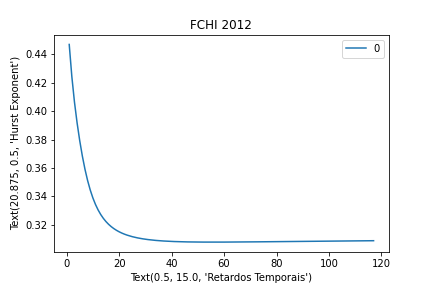 FCHI 2012
0
0.44
0.42
0.40
0.38
0.36
0.34
0.32
Text(20.875, 0.5, 'Hurst Exponent')
0 20 40 60 80 100 120
Text(0.5, 15.0, 'Retardos Temporais')